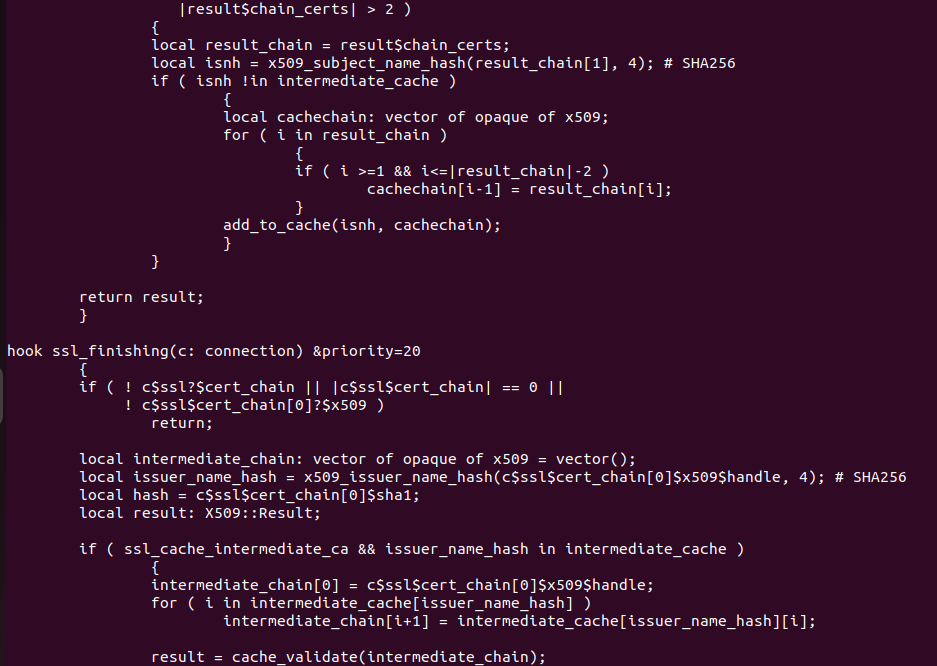 |result$chain_certs| > 2 )
{
local result_chain = result$chain_certs;
local isnh = x509_subject_name_hash(result_chain[1], 4); # SHA256
if ( isnh !in intermediate_cache )
{
local cachechain: vector of opaque of x509;
for ( i in result_chain )
{
if ( i >=1 && i<=|result_chain|-2 )
cachechain[i-1] = result_chain[i];
}
add_to_cache(isnh, cachechain);
}
}
return result;
}
hook ssl_finishing(c: connection) &priority=20
{
if ( ! c$ssl?$cert_chain || |c$ssl$cert_chain| == 0 ||
! c$ssl$cert_chain[0]?$x509 )
return;
local intermediate_chain: vector of opaque of x509 = vector();
local issuer_name_hash = x509_issuer_name_hash(c$ssl$cert_chain[0]$x509$handle, 4); # SHA256
local hash = c$ssl$cert_chain[0]$sha1;
local result: X509::Result;
if ( ssl_cache_intermediate_ca && issuer_name_hash in intermediate_cache )
{
intermediate_chain[0] = c$ssl$cert_chain[0]$x509$handle;
for ( i in intermediate_cache[issuer_name_hash] )
intermediate_chain[i+1] = intermediate_cache[issuer_name_hash][i];
result = cache_validate(intermediate_chain);